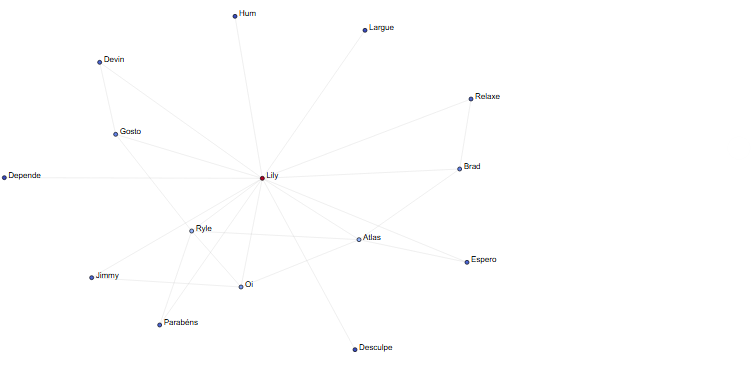 Hum
Largue
Devin
Relaxe
Gosto
Brad
Depende
Lily
Ryle
Atlas
Espero
Jimmy
Oi
Parabéns
Desculpe